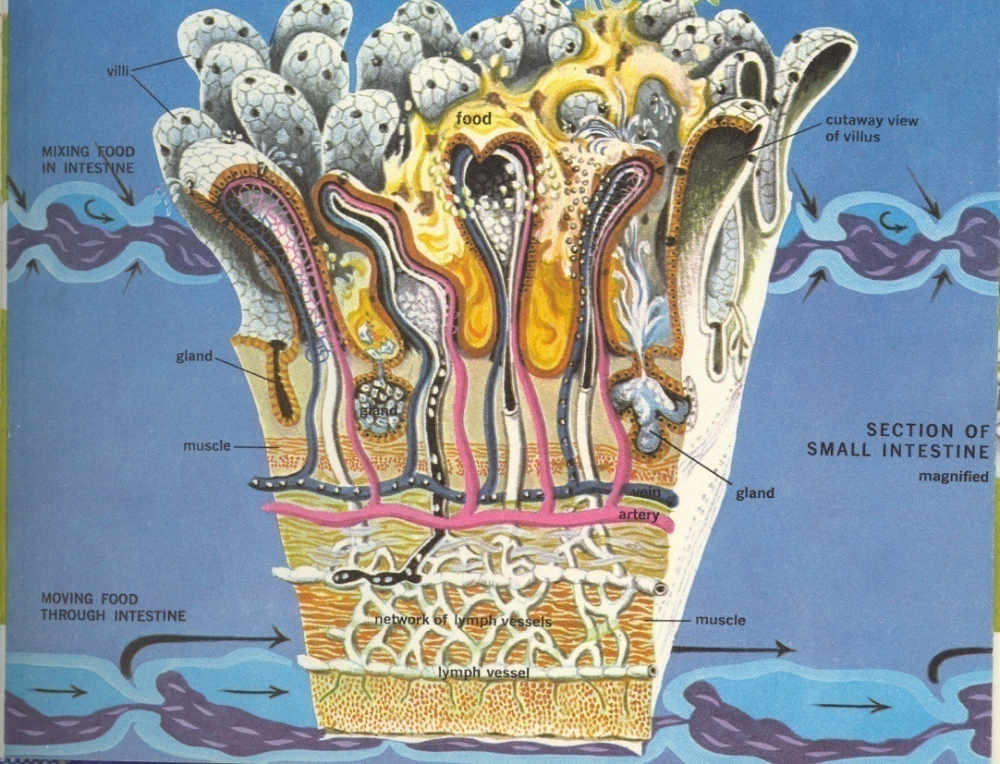 villi
food
cutaway view
of villus
MIXING FOOD
IN INTESTINE
gland
gland
muscle
SECTION OF
SMALL INTESTINE
magnified
gland
vein
artery
MOVING FOOD
THROUGH INTESTINE
network of lymph vessels
muscle
lymph vessel